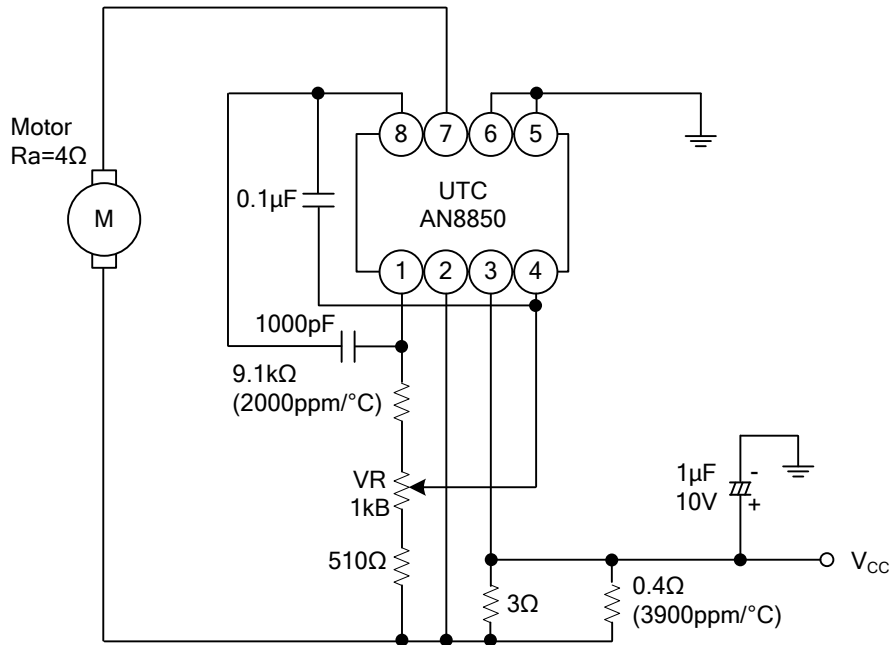 8
7
6
5
Motor
Ra=4Ω
0.1µF
UTC
AN8850
M
1
2
3
4
1000pF
9.1kΩ
(2000ppm/°C)
VR
1kB
1µF
10V
-
+
510Ω
3Ω
0.4Ω
(3900ppm/°C)
VCC